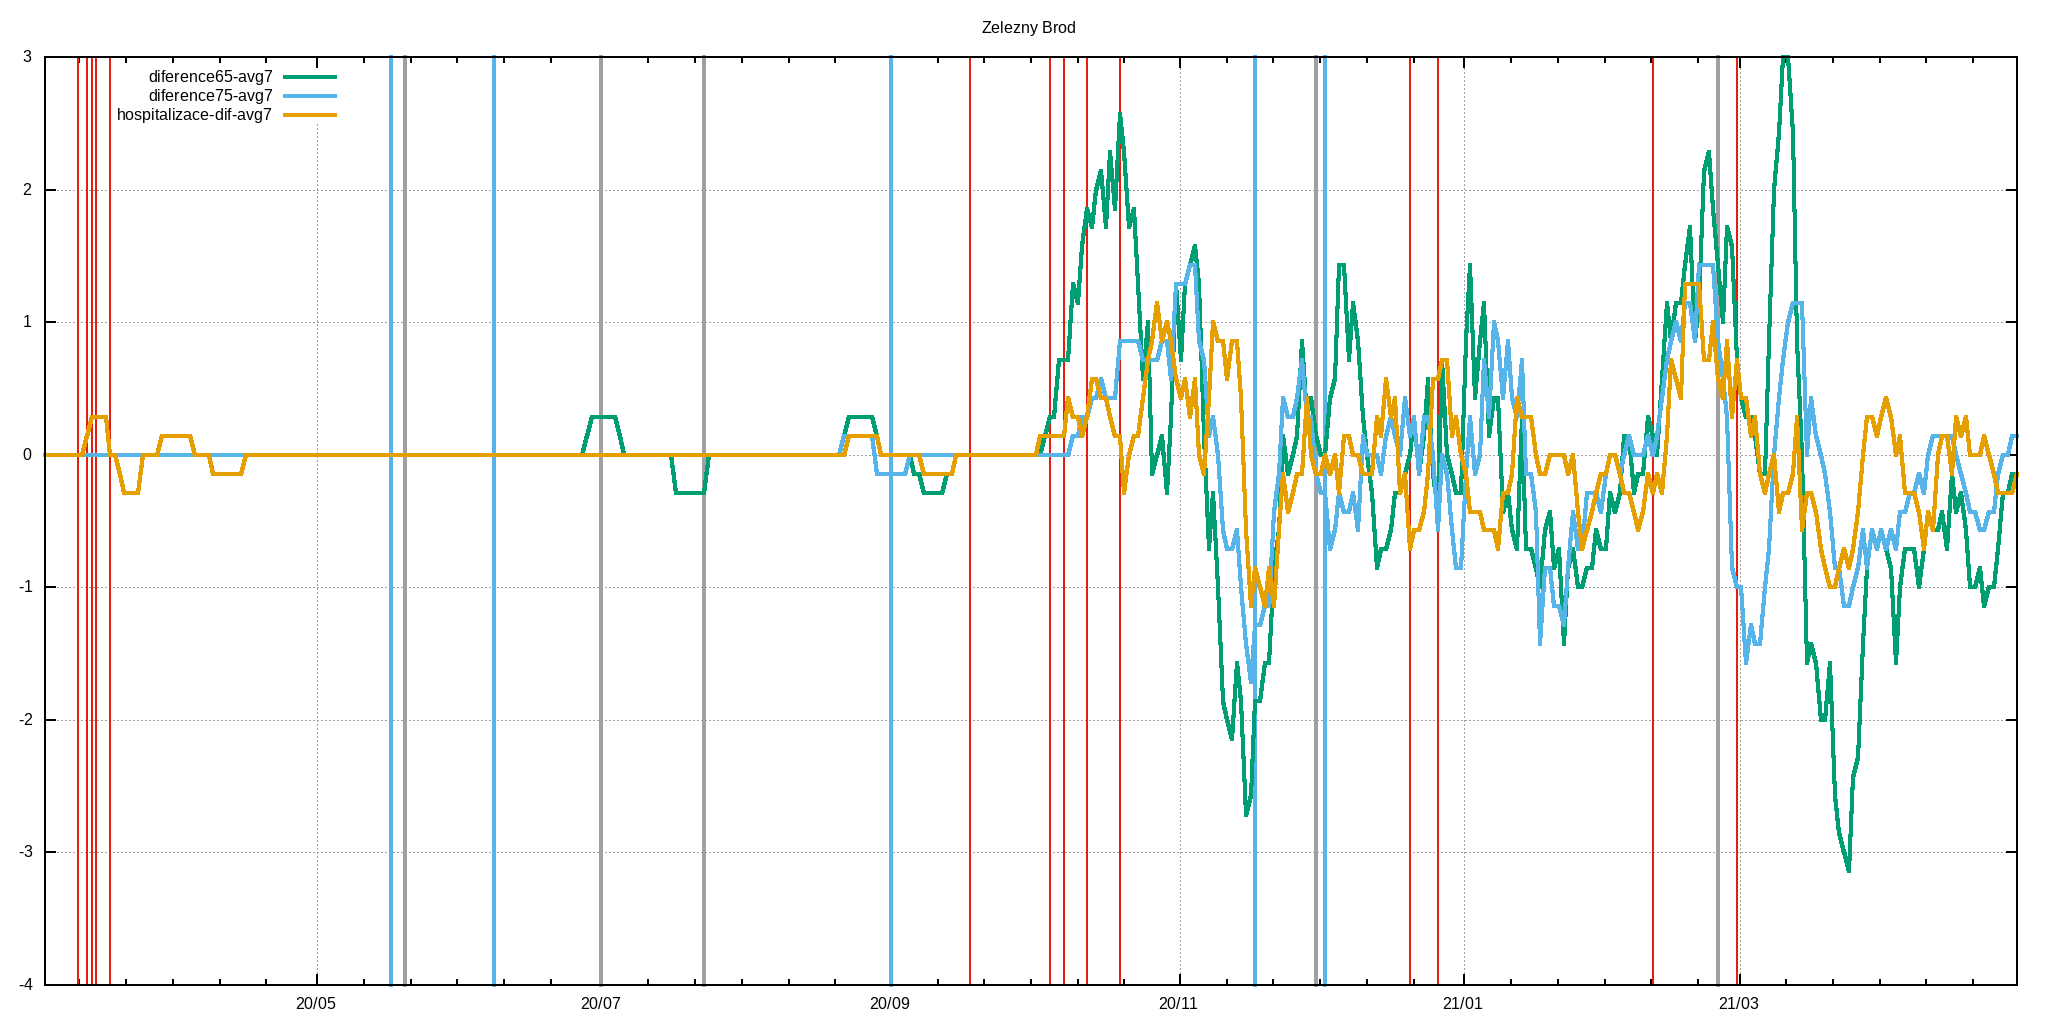 Zelezny Brod
3
diference65-avg7
diference75-avg7
hospitalizace-dif-avg7
2
1
0
-1
-2
-3
-4
20/05 20/07 20/09 20/11 21/01 21/03